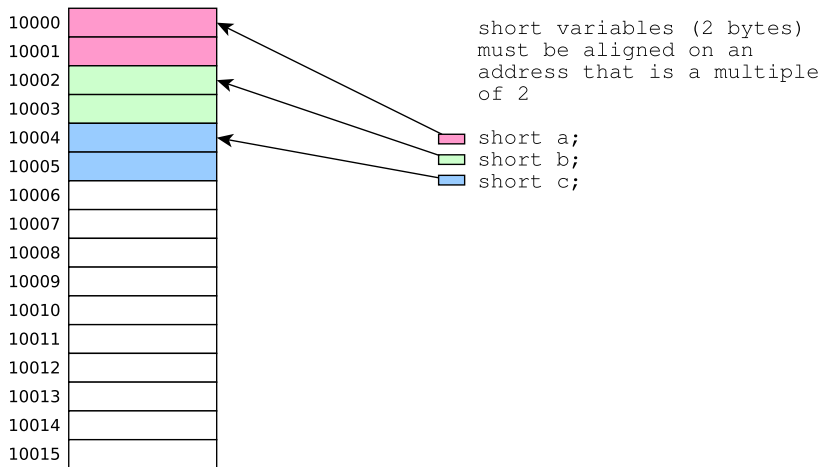 10000
10001
10002
10003
10004
10005
10006
10007
10008
10009
10010
10011
10012
10013
10014
10015
short variables (2 bytes)
must be aligned on an
address that is a multiple
of 2
short a;
short b;
short c;